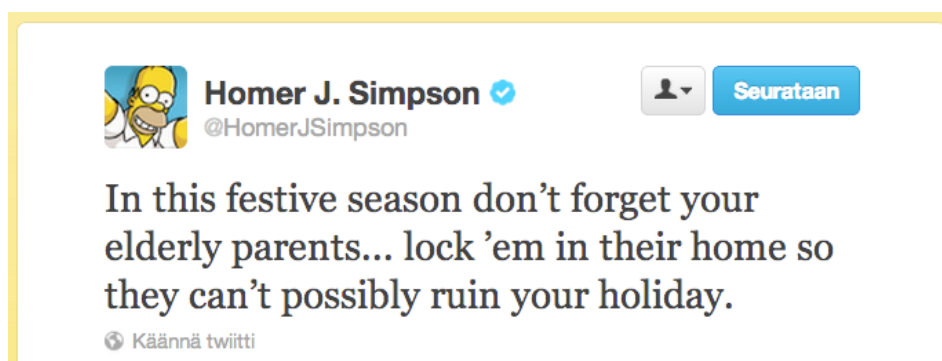 Homer J. Simpson
@HomerJSimpson
Seurataan
In this festive season don’t forget your
elderly parents... lock ’em in their home so
they can’t possibly ruin your holiday.
Käännä twiitti